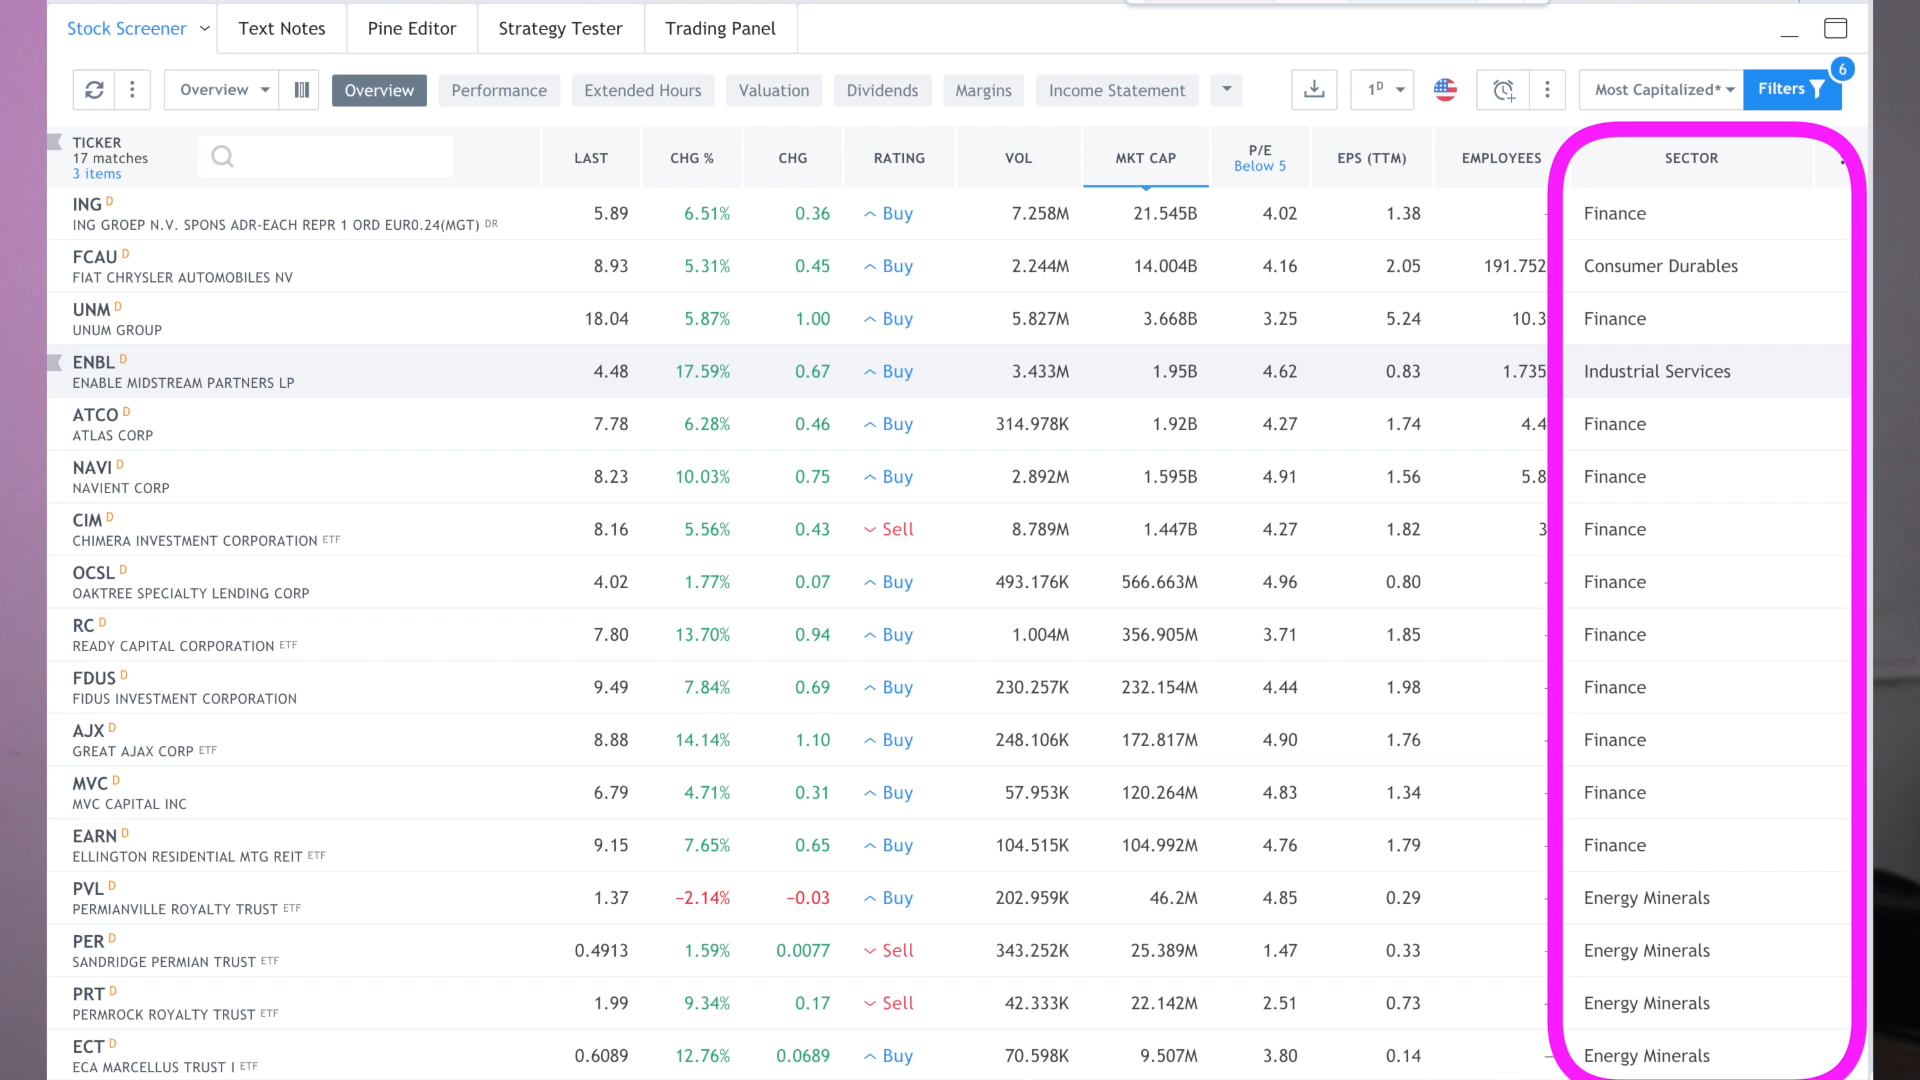 Stock Screener Text Notes Pine Editor Strategy Tester Trading Panel
6
Overview Overview Performance Extended Hours Valuation Dividends Margins Income Statement 1D Most Capitalized* Filters
TICKER
17 matches
3 items
LAST CHG % CHG RATING VOL MKT CAP P/E Below 5 EPS (TTM) EMPLOYEES SECTOR
ING D 5.89 6.51% 0.36 Buy 7.258M 21.545B 4.02 1.38 Finance
ING GROEP N.V. SPONS ADR-EACH REPR 1 ORD EUR0.24(MGT) DR
FCAU D 8.93 5.31% 0.45 Buy 2.244M 14.004B 4.16 2.05 191.752 Consumer Durables
FIAT CHRYSLER AUTOMOBILES NV
UNM D 18.04 5.87% 1.00 Buy 5.827M 3.668B 3.25 5.24 10.3 Finance
UNUM GROUP
ENBL D 4.48 17.59% 0.67 Buy 3.433M 1.95B 4.62 0.83 1.735 Industrial Services
ENABLE MIDSTREAM PARTNERS LP
ATCO D 7.78 6.28% 0.46 Buy 314.978K 1.92B 4.27 1.74 4.4 Finance
ATLAS CORP
NAVI D 8.23 10.03% 0.75 Buy 2.892M 1.595B 4.91 1.56 5.8 Finance
NAVIENT CORP
CIM D 8.16 5.56% 0.43 Sell 8.789M 1.447B 4.27 1.82 3 Finance
CHIMERA INVESTMENT CORPORATION ETF
OCSL D 4.02 1.77% 0.07 Buy 493.176K 566.663M 4.96 0.80 Finance
OAKTREE SPECIALTY LENDING CORP
RC D 7.80 13.70% 0.94 Buy 1.004M 356.905M 3.71 1.85 Finance
READY CAPITAL CORPORATION ETF
FDUS D 9.49 7.84% 0.69 Buy 230.257K 232.154M 4.44 1.98 Finance
FIDUS INVESTMENT CORPORATION
AJX D 8.88 14.14% 1.10 Buy 248.106K 172.817M 4.90 1.76 Finance
GREAT AJAX CORP ETF
MVC D 6.79 4.71% 0.31 Buy 57.953K 120.264M 4.83 1.34 Finance
MVC CAPITAL INC
EARN D 9.15 7.65% 0.65 Buy 104.515K 104.992M 4.76 1.79 Finance
ELLINGTON RESIDENTIAL MTG REIT ETF
PVL D 1.37 −2.14% −0.03 Buy 202.959K 46.2M 4.85 0.29 Energy Minerals
PERMIANVILLE ROYALTY TRUST ETF
PER D 0.4913 1.59% 0.0077 Sell 343.252K 25.389M 1.47 0.33 Energy Minerals
SANDRIDGE PERMIAN TRUST ETF
PRT D 1.99 9.34% 0.17 Sell 42.333K 22.142M 2.51 0.73 Energy Minerals
PERMROCK ROYALTY TRUST ETF
ECT D 0.6089 12.76% 0.0689 Buy 70.598K 9.507M 3.80 0.14 — Energy Minerals
ECA MARCELLUS TRUST I ETF